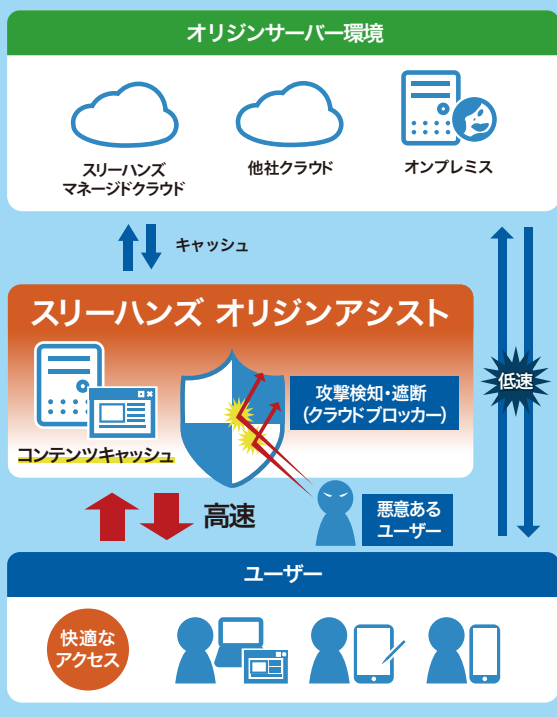 オリジンサーバー環境
スリーハンズ
マネージドクラウド
他社クラウド
オンプレミス
キャッシュ
スリーハンズ オリジンアシスト
攻撃検知・遮断
(クラウドブロッカー)
コンテンツキャッシュ
低速
高速
悪意ある
ユーザー
ユーザー
快適な
アクセス